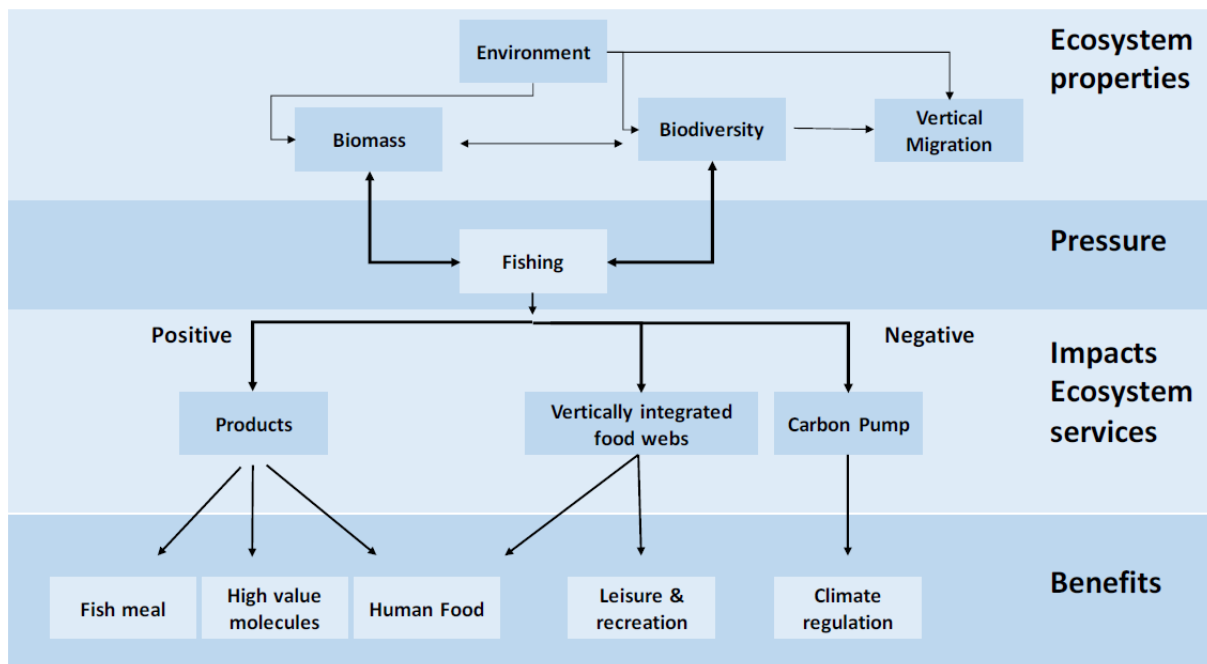 Ecosystem
properties
Environment
Biomass
Biodiversity
Vertical
Migration
Pressure
Fishing
Positive
Negative
Impacts
Ecosystem
services
Products
Vertically integrated
food webs
Carbon Pump
Benefits
Fish meal
High value
molecules
Human Food
Leisure &
recreation
Climate
regulation